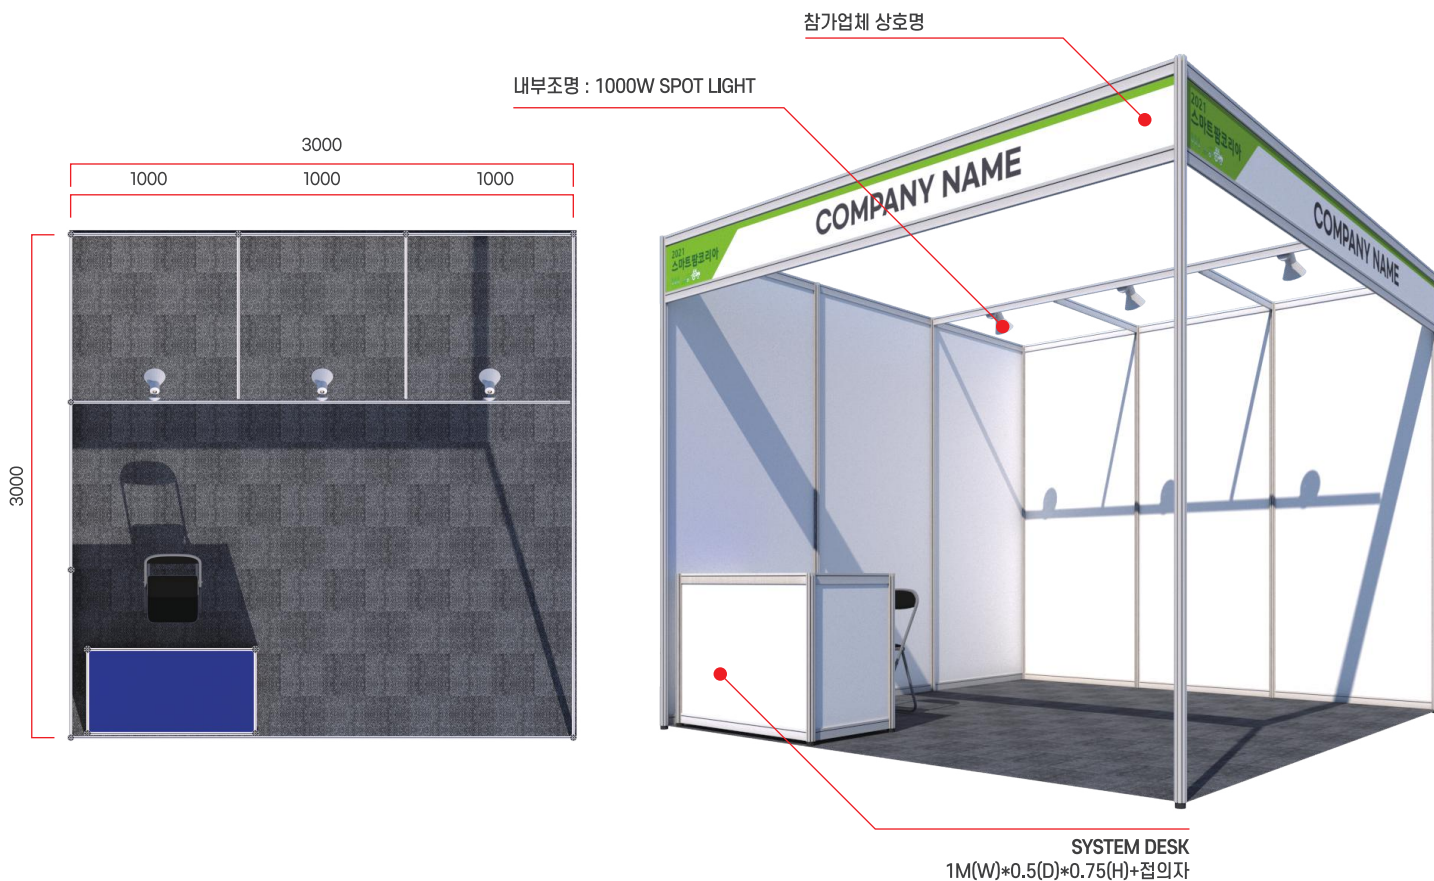 참가업체 상호명
내부조명 : 1000W SPOT LIGHT
3000
1000 1000 1000
3000
COMPANY NAME
2021
스마트팜코리아
2021
스마트팜코리아
COMPANY NAME
SYSTEM DESK
1M(W)*0.5(D)*0.75(H)+접의자